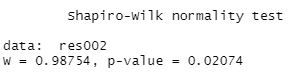 Shapiro-Wilk normality test
data:  res002
W = 0.98754, p-value = 0.02074